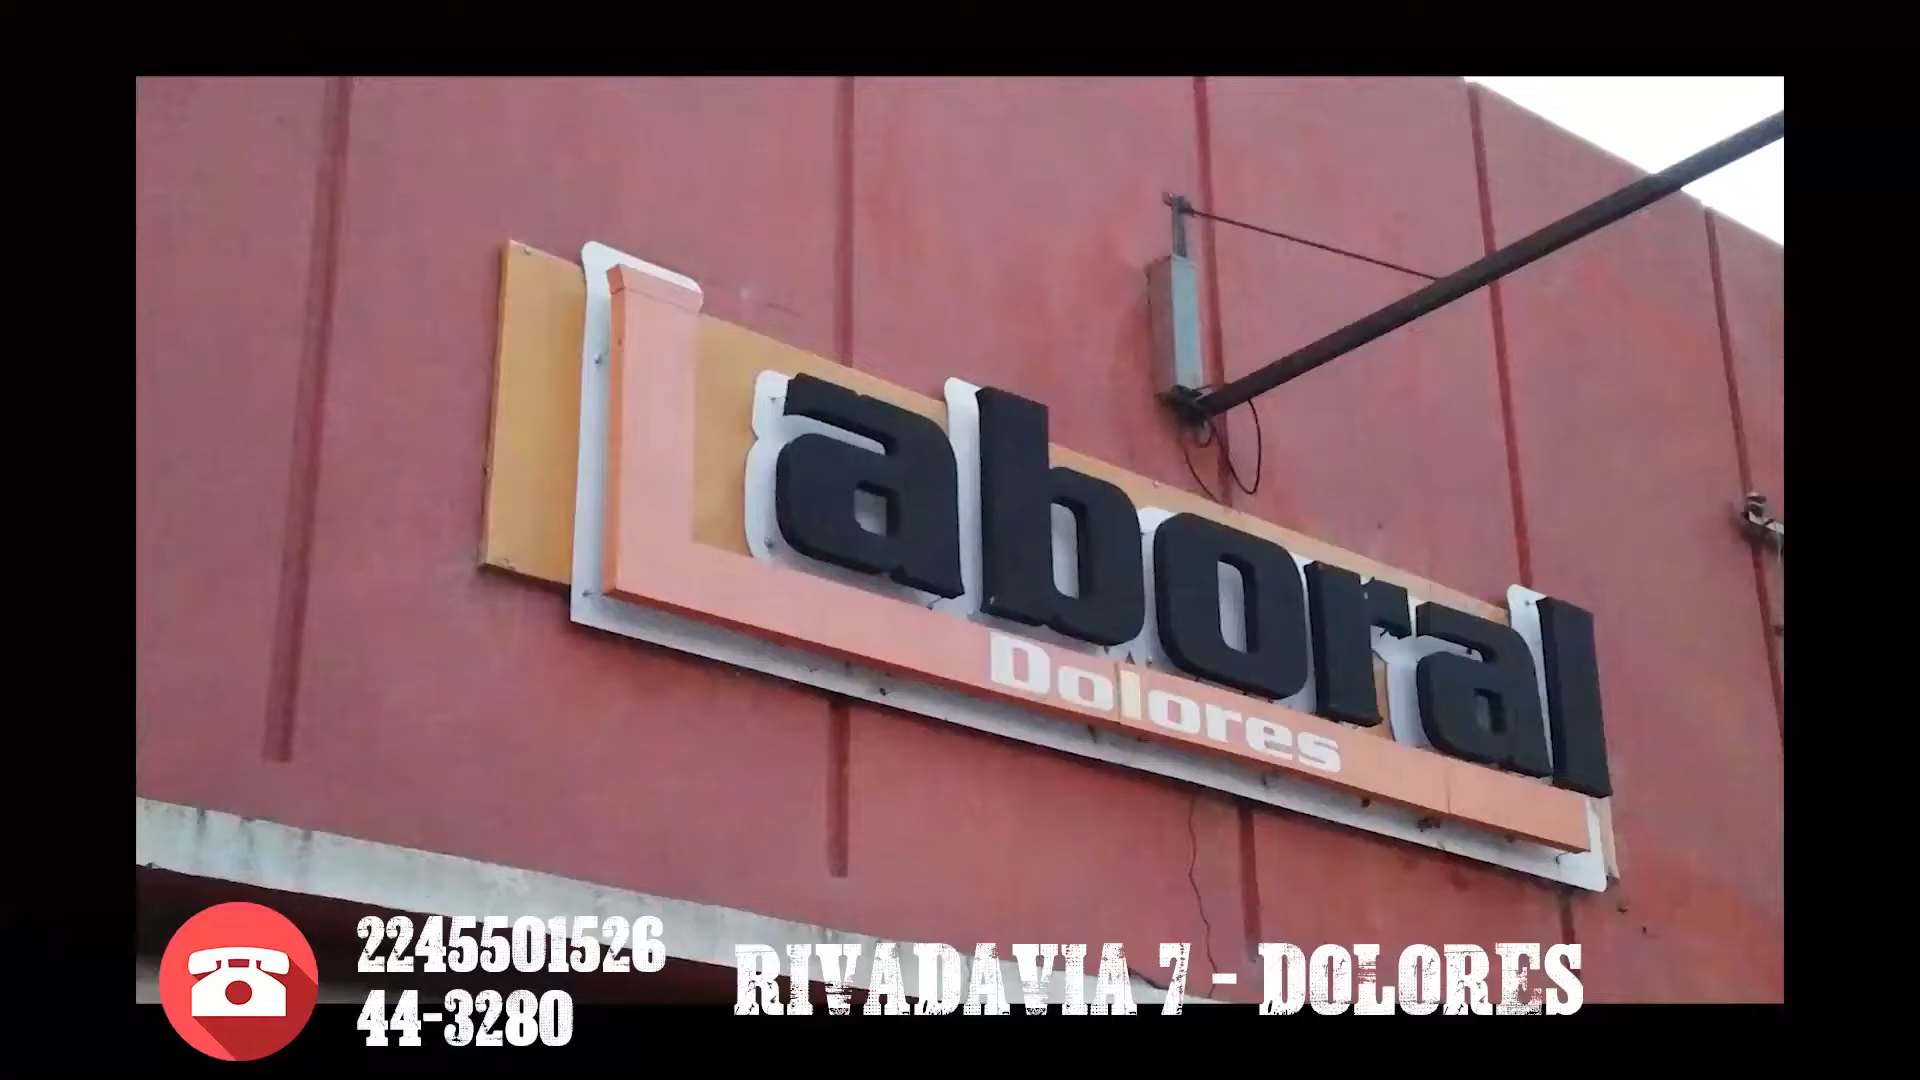 Laboral
Dolores
2245501526
44-3280
RIVADAVIA 7 - DOLORES